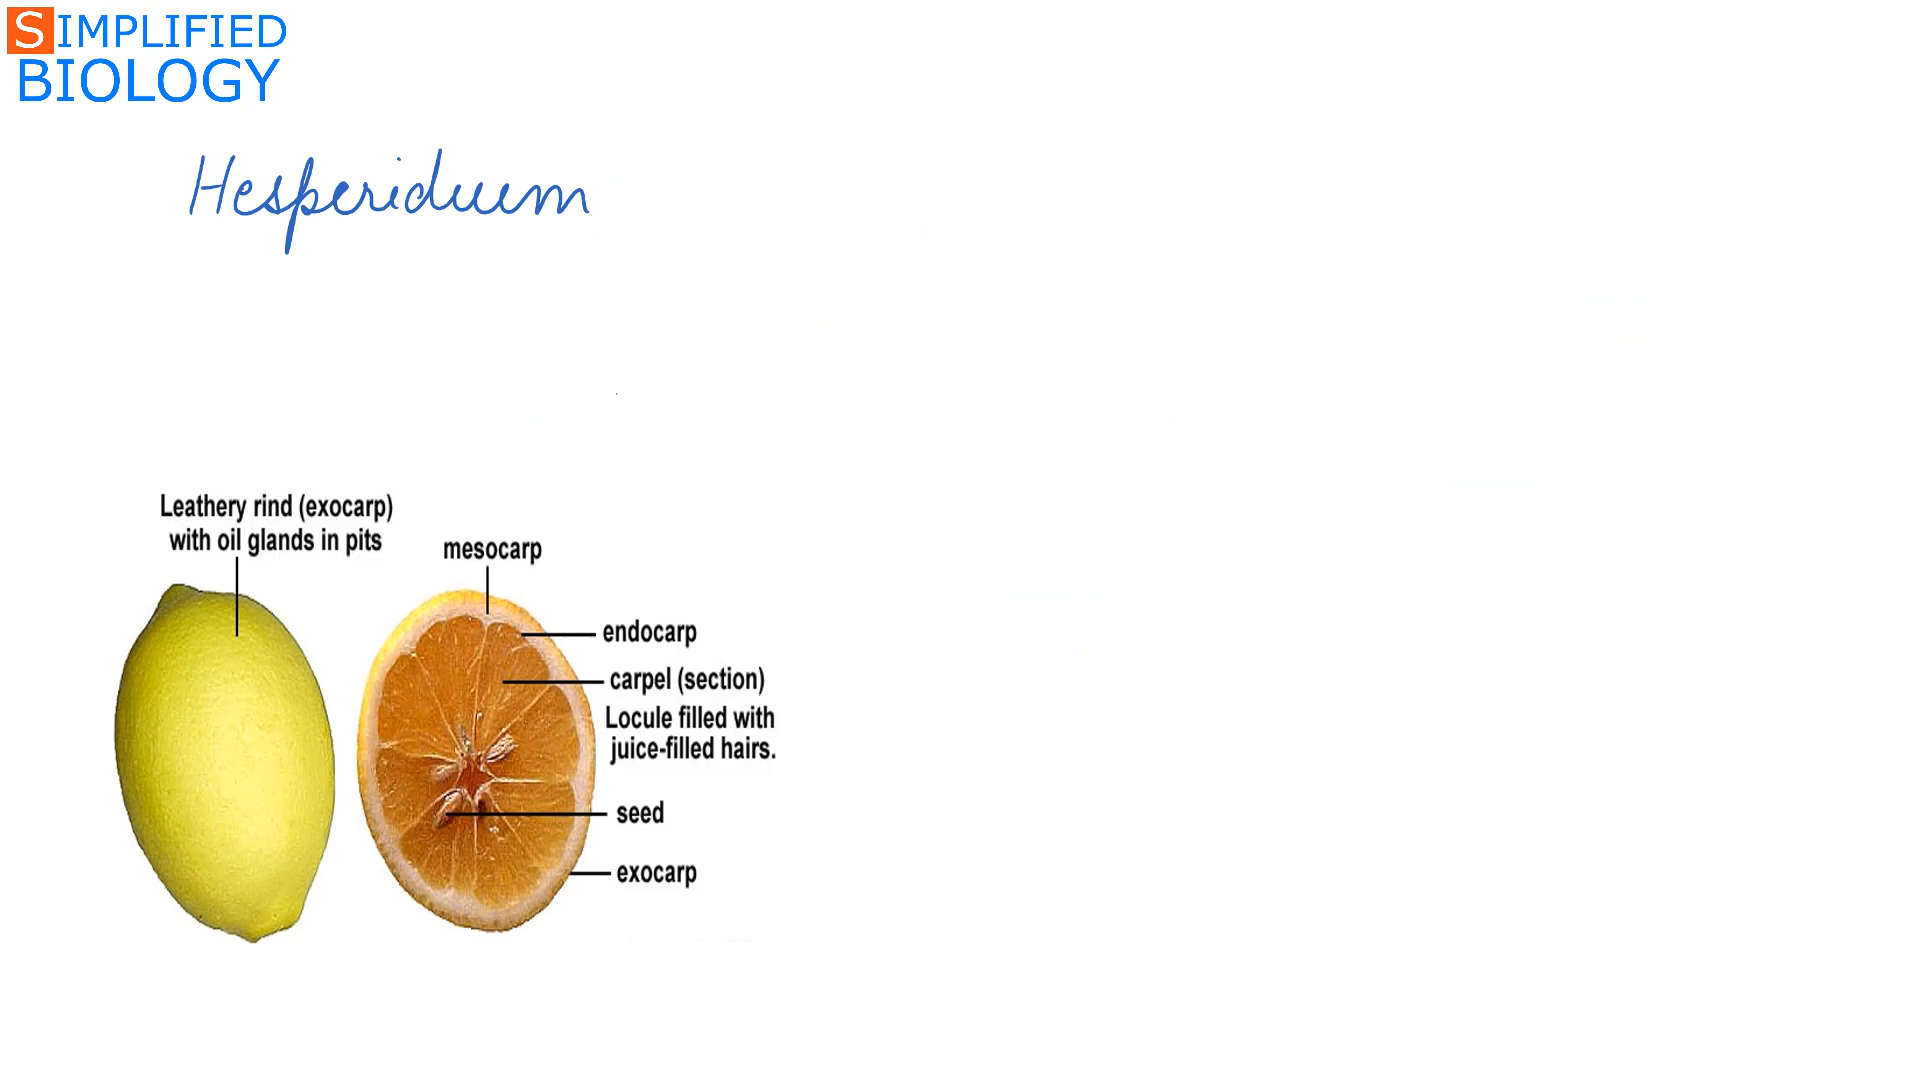 SIMPLIFIED
BIOLOGY
Hesperidium
Leathery rind (exocarp)
with oil glands in pits
mesocarp
endocarp
carpel (section)
Locule filled with
juice-filled hairs.
seed
exocarp